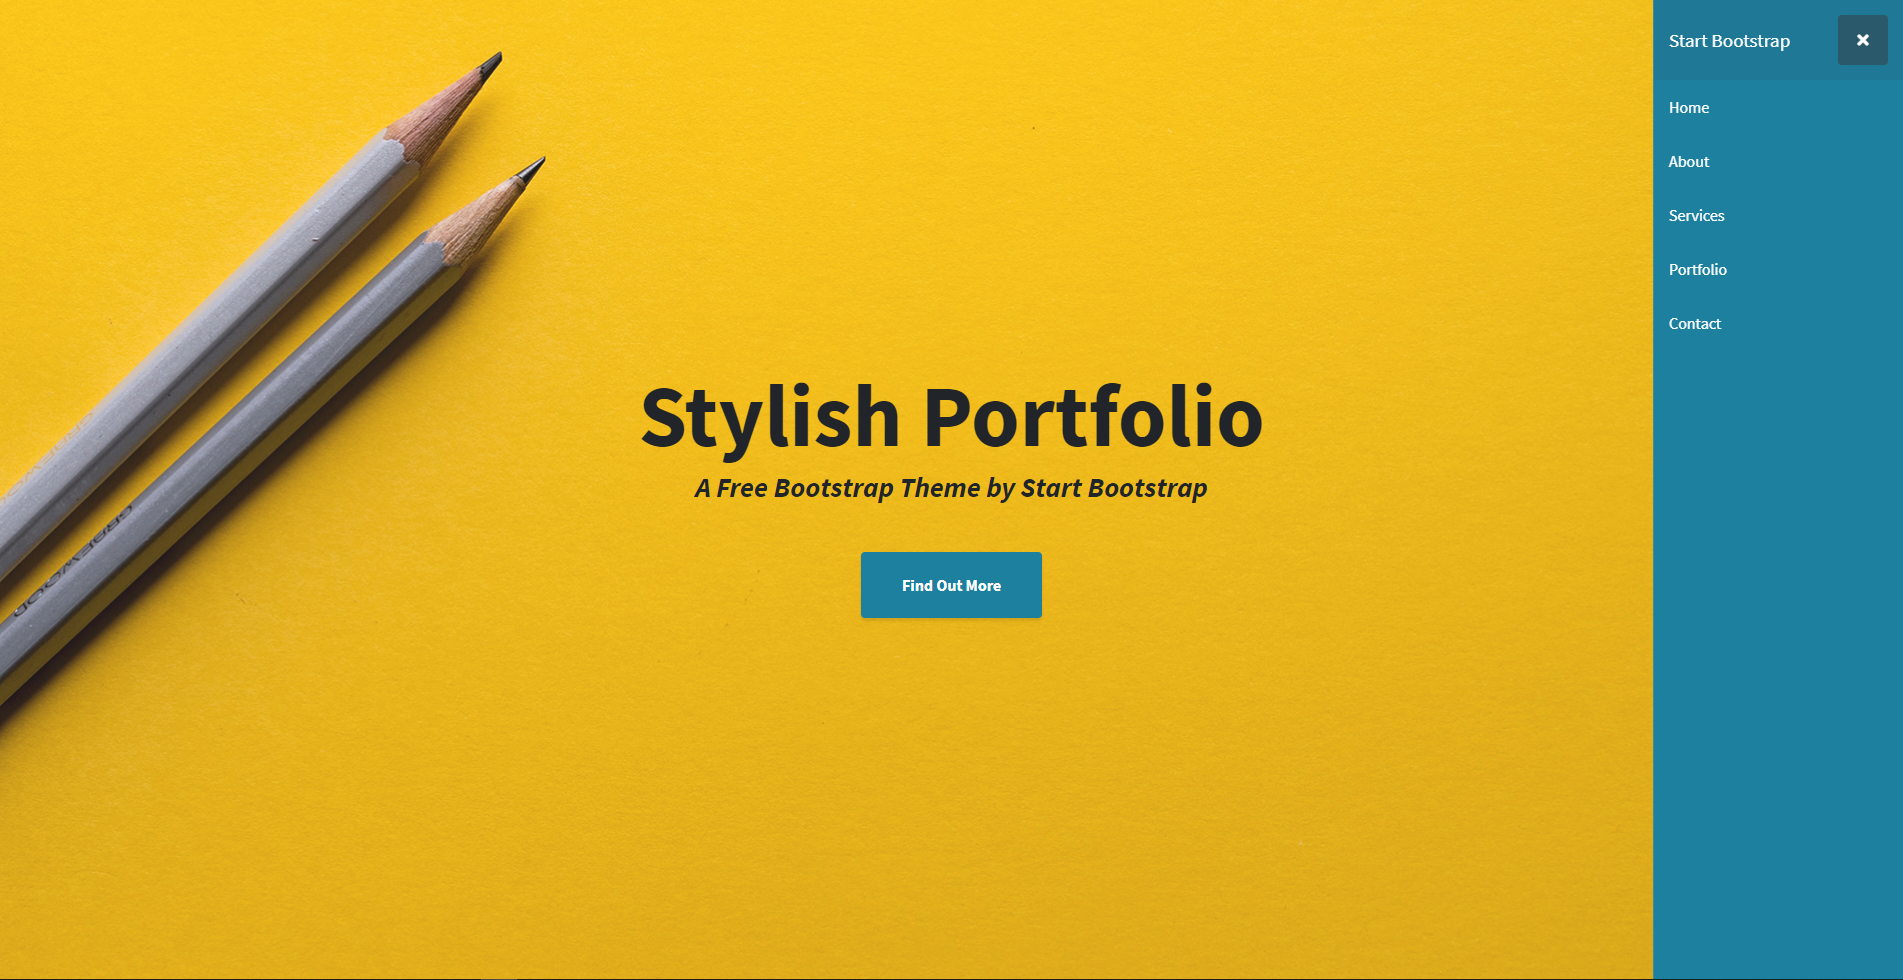 Start Bootstrap
Home
About
Services
Portfolio
Contact
Stylish Portfolio
A Free Bootstrap Theme by Start Bootstrap
Find Out More